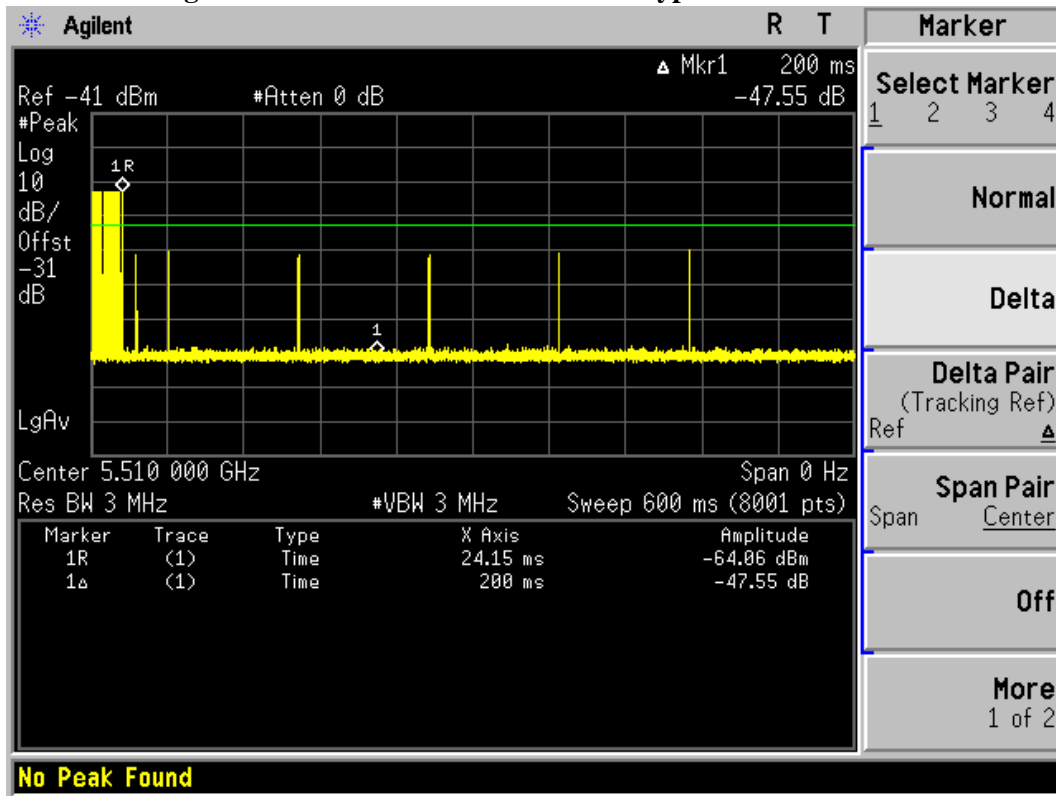 Agilent R T
Marker
▵ Mkr1 200 ms
Ref -41 dBm #Atten 0 dB -47.55 dB
#Peak
Log
10
dB/
Offst
-31
dB
LgAv
1R
1
Center 5.510 000 GHz Span 0 Hz
Res BW 3 MHz #VBW 3 MHz Sweep 600 ms (8001 pts)
Marker Trace Type X Axis Amplitude
1R (1) Time 24.15 ms -64.06 dBm
1▵ (1) Time 200 ms -47.55 dB
Select Marker
1 2 3 4
Normal
Delta
Delta Pair
(Tracking Ref)
Ref ▵
Span Pair
Span Center
Off
More
1 of 2
No Peak Found